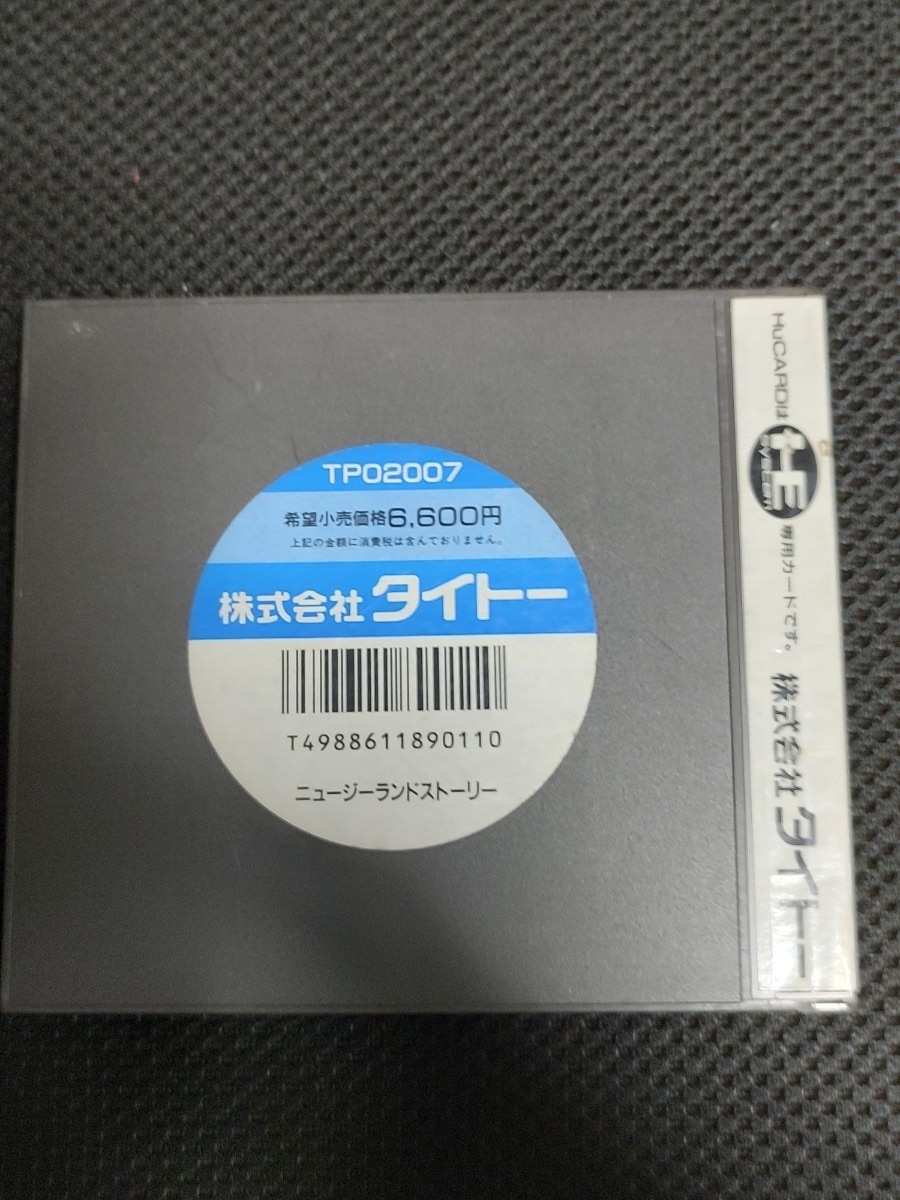 TP02007
希望小売価格6,600円
上記の金額に消費税は含んでおりません。
株式会社タイトー
T4988611890110
ニュージーランドストーリー
HuCARDは HE SYSTEM 専用カードです。 株式会社タイトー